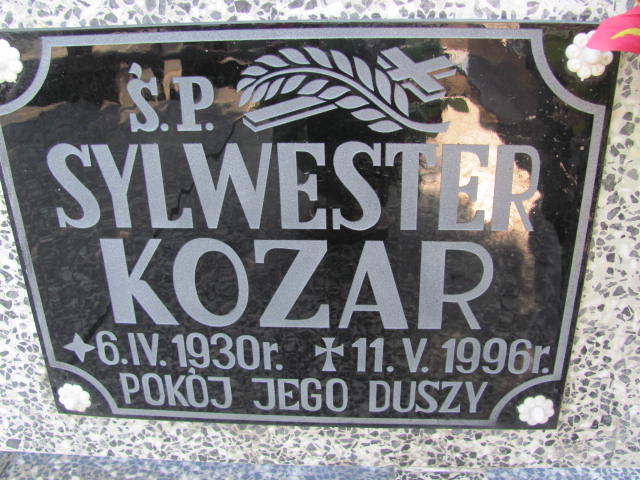 Ś.P.
SYLWESTER
KOZAR
6.IV.1930r. 11.V.1996r.
POKÓJ JEGO DUSZY